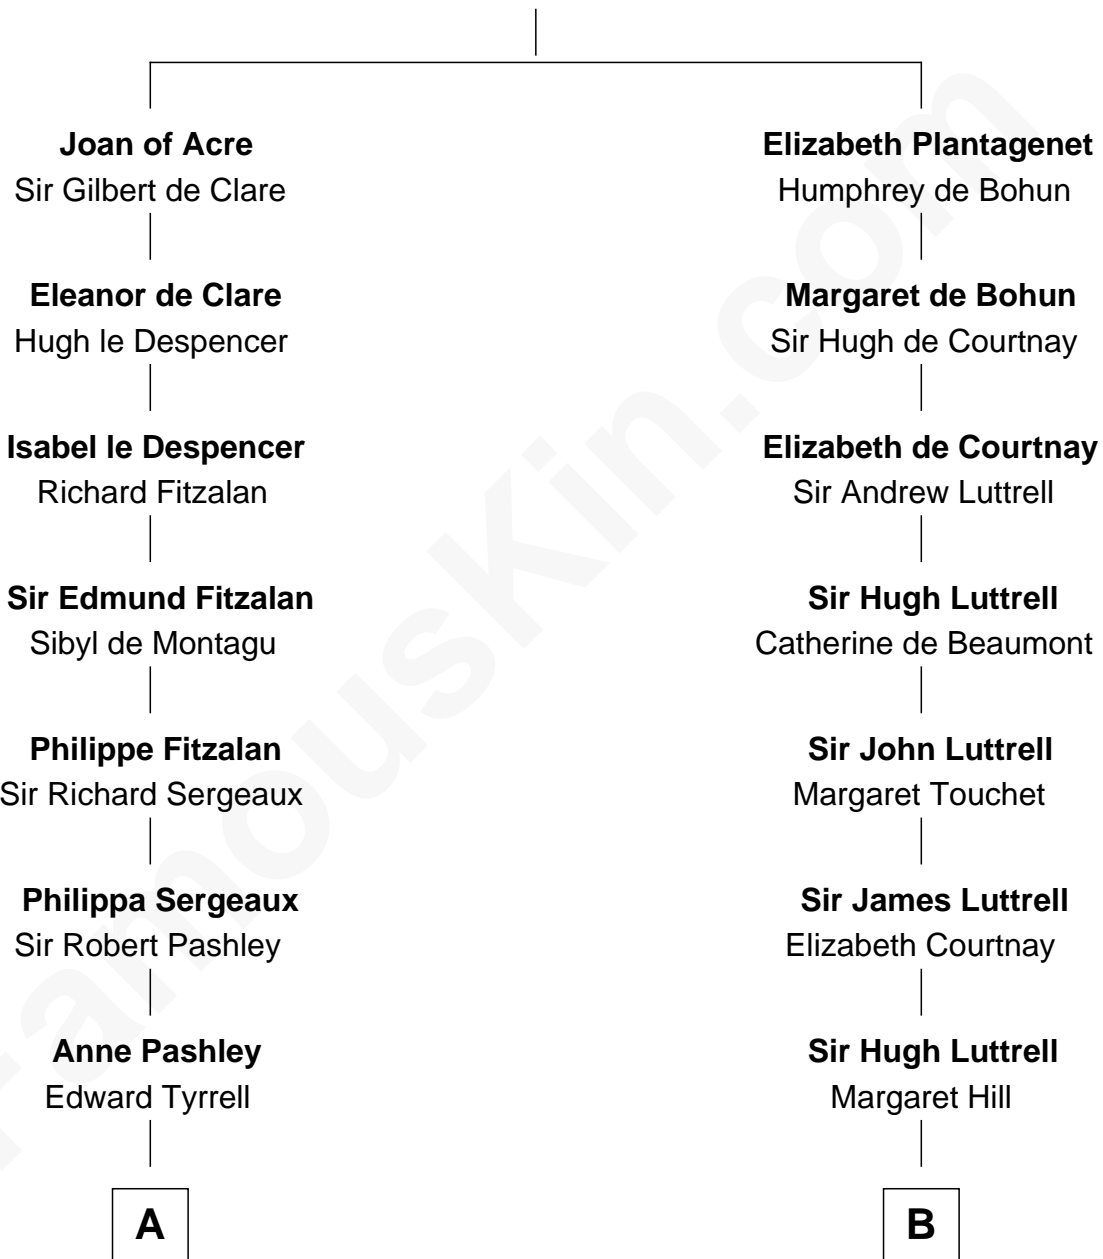 Joan of Acre
Sir Gilbert de Clare
Eleanor de Clare
Hugh le Despencer
Isabel le Despencer
Richard Fitzalan
Sir Edmund Fitzalan
Sibyl de Montagu
Philippe Fitzalan
Sir Richard Sergeaux
Philippa Sergeaux
Sir Robert Pashley
Anne Pashley
Edward Tyrrell
A
Elizabeth Plantagenet
Humphrey de Bohun
Margaret de Bohun
Sir Hugh de Courtnay
Elizabeth de Courtnay
Sir Andrew Luttrell
Sir Hugh Luttrell
Catherine de Beaumont
Sir John Luttrell
Margaret Touchet
Sir James Luttrell
Elizabeth Courtnay
Sir Hugh Luttrell
Margaret Hill
B
FamousKin.com